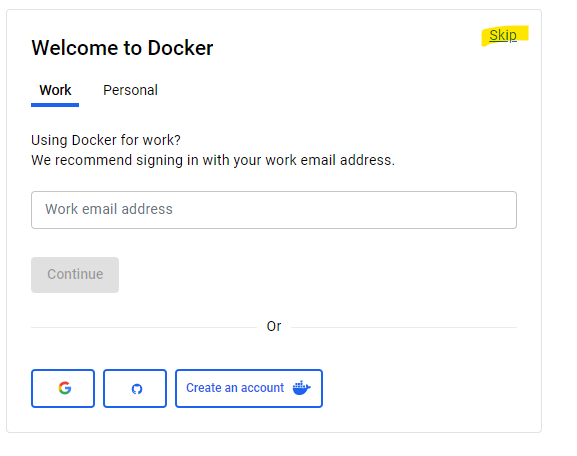 Skip
Welcome to Docker
Work Personal
Using Docker for work?
We recommend signing in with your work email address.
Work email address
Continue
Or
Create an account